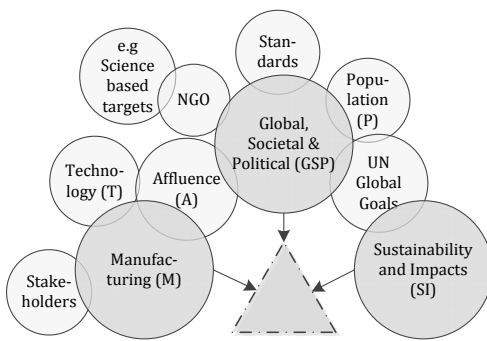 e.g
Science
based
targets
NGO
Stan-
dards
Popu-
lation
(P)
Global,
Societal &
Political (GSP)
Techno-
logy (T)
Affluence
(A)
UN
Global
Goals
Manufac-
turing (M)
Sustainability
and Impacts
(SI)
Stake-
holders